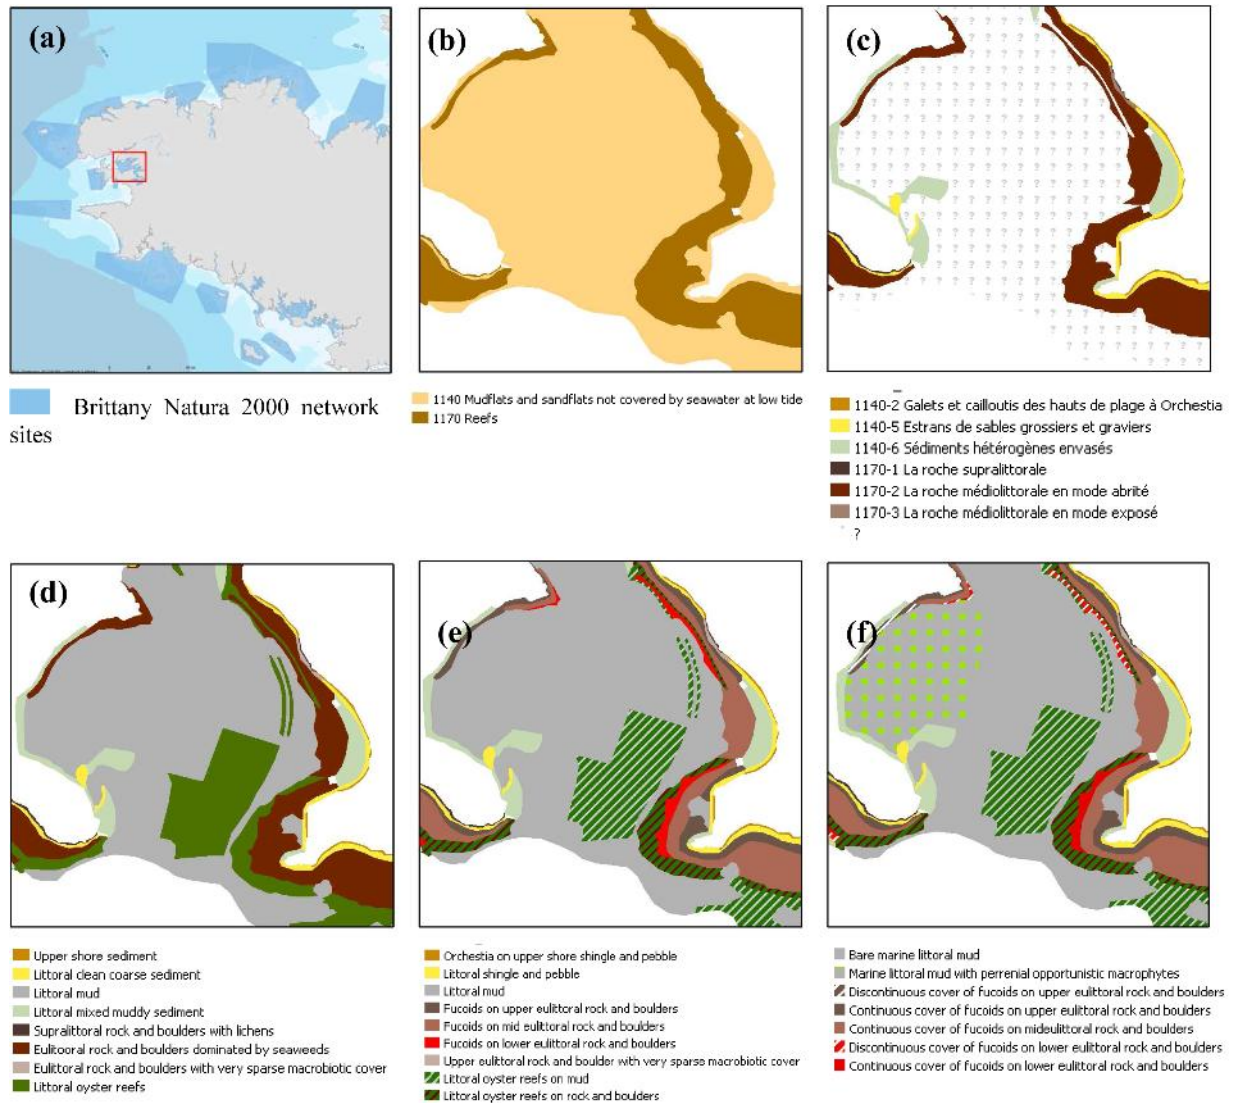 (a)
(b)
(c)
Brittany Natura 2000 network
sites
1140 Mudflats and sandflats not covered by seawater at low tide
1170 Reefs
1140-2 Galets et cailloutis des hauts de plage à Orchestia
1140-5 Estrans de sables grossiers et graviers
1140-6 Sédiments hétérogènes envasés
1170-1 La roche supralittorale
1170-2 La roche médiolittorale en mode abrité
1170-3 La roche médiolittorale en mode exposé
?
(d)
(e)
(f)
Upper shore sediment
Littoral clean coarse sediment
Littoral mud
Littoral mixed muddy sediment
Supralittoral rock and boulders with lichens
Eulitooral rock and boulders dominated by seaweeds
Eulittoral rock and boulders with very sparse macrobiotic cover
Littoral oyster reefs
Orchestia on upper shore shingle and pebble
Littoral shingle and pebble
Littoral mud
Fucoids on upper eulittoral rock and boulders
Fucoids on mid eulittoral rock and boulders
Fucoids on lower eulittoral rock and boulders
Upper eulittoral rock and boulder with very sparse macrobiotic cover
Littoral oyster reefs on mud
Littoral oyster reefs on rock and boulders
Bare marine littoral mud
Marine littoral mud with perrenial opportunistic macrophytes
Discontinuous cover of fucoids on upper eulittoral rock and boulders
Continuous cover of fucoids on upper eulittoral rock and boulders
Continuous cover of fucoids on mideulittoral rock and boulders
Discontinuous cover of fucoids on lower eulittoral rock and boulders
Continuous cover of fucoids on lower eulittoral rock and boulders